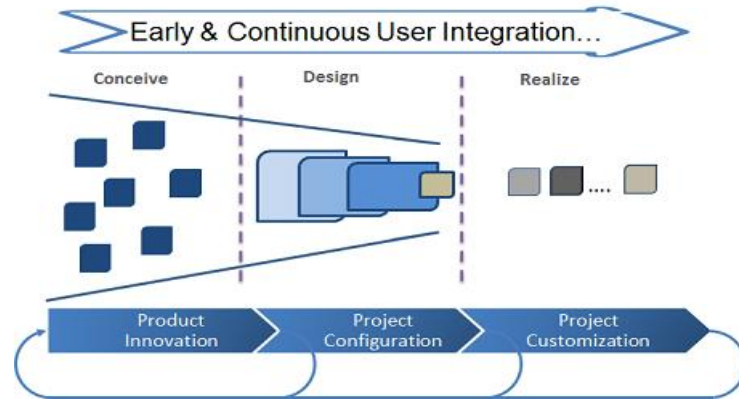 Early & Continuous User Integration...
Conceive
Design
Realize
....
Product
Innovation
Project
Configuration
Project
Customization